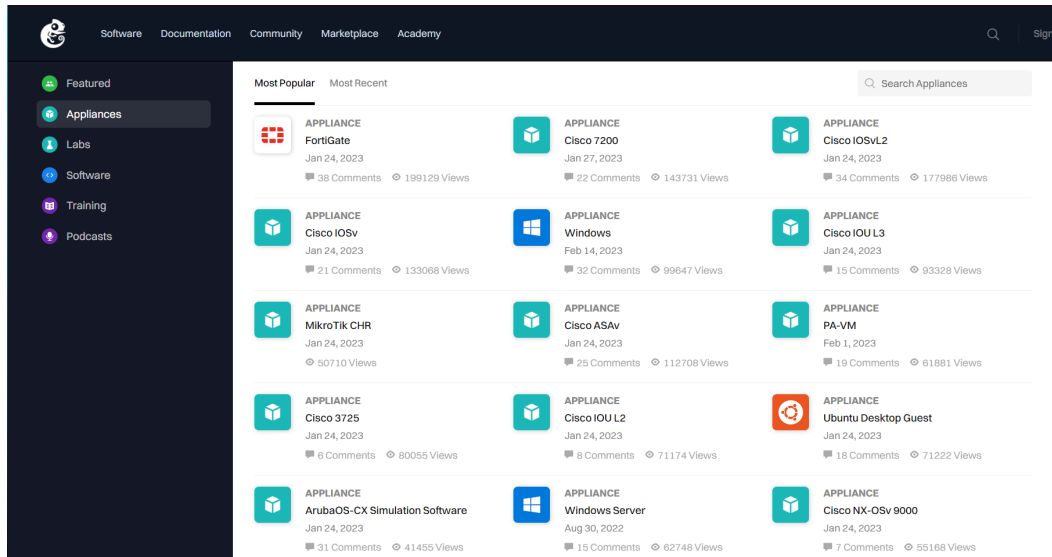 Software Documentation Community Marketplace Academy
Featured
Appliances
Labs
Software
Training
Podcasts
Most Popular Most Recent
Search Appliances
APPLIANCE
FortiGate
Jan 24, 2023
38 Comments 199129 Views
APPLIANCE
Cisco 7200
Jan 27, 2023
22 Comments 143731 Views
APPLIANCE
Cisco IOSvL2
Jan 24, 2023
34 Comments 177986 Views
APPLIANCE
Cisco IOSv
Jan 24, 2023
21 Comments 133068 Views
APPLIANCE
Windows
Feb 14, 2023
32 Comments 99647 Views
APPLIANCE
Cisco IOU L3
Jan 24, 2023
15 Comments 93328 Views
APPLIANCE
MikroTik CHR
Jan 24, 2023
50710 Views
APPLIANCE
Cisco ASAv
Jan 24, 2023
25 Comments 112708 Views
APPLIANCE
PA-VM
Feb 1, 2023
19 Comments 61881 Views
APPLIANCE
Cisco 3725
Jan 24, 2023
6 Comments 80055 Views
APPLIANCE
Cisco IOU L2
Jan 24, 2023
8 Comments 71174 Views
APPLIANCE
Ubuntu Desktop Guest
Jan 24, 2023
18 Comments 71222 Views
APPLIANCE
ArubaOS-CX Simulation Software
Jan 24, 2023
31 Comments 41455 Views
APPLIANCE
Windows Server
Aug 30, 2022
15 Comments 62748 Views
APPLIANCE
Cisco NX-OSv 9000
Jan 24, 2023
7 Comments 55168 Views